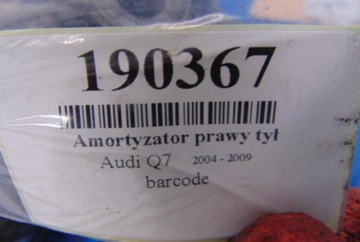 190367
Amortyzator prawy tył
Audi Q7 2004 - 2009
barcode